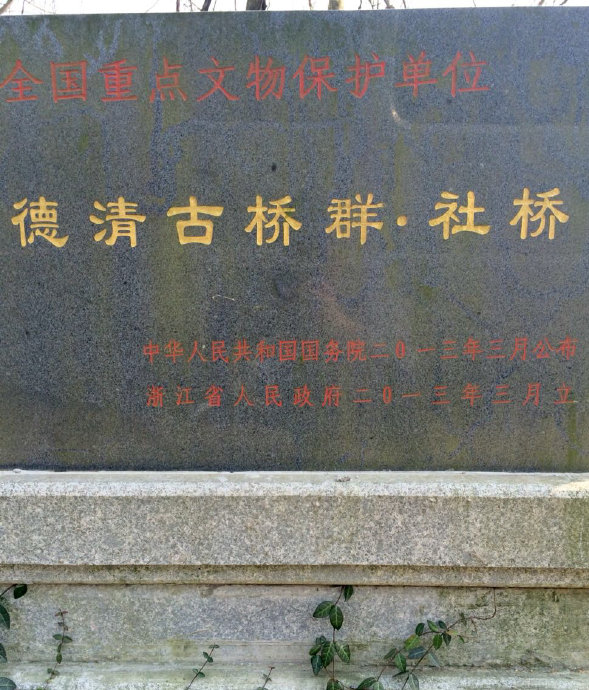 全国重点文物保护单位
德清古桥群·社桥
中华人民共和国国务院二0一三年三月公布
浙江省人民政府二0一三年三月立